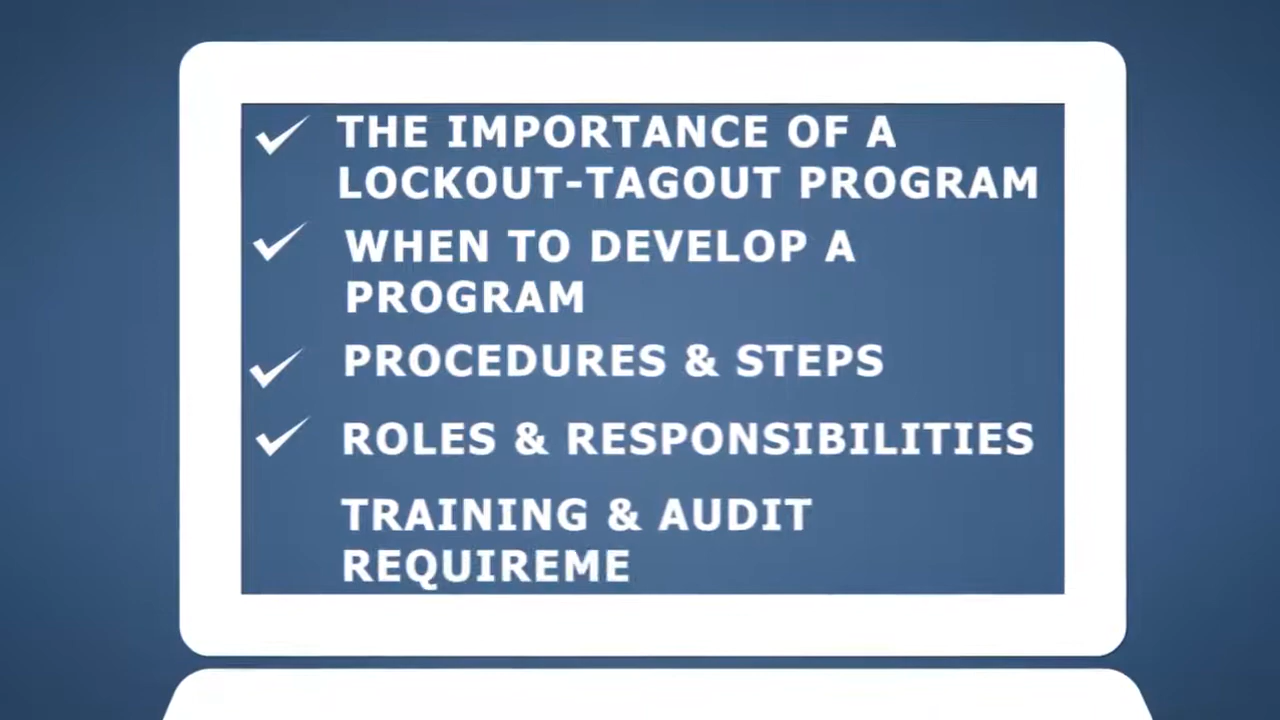 THE IMPORTANCE OF A
LOCKOUT-TAGOUT PROGRAM
WHEN TO DEVELOP A
PROGRAM
PROCEDURES & STEPS
ROLES & RESPONSIBILITIES
TRAINING & AUDIT
REQUIREME